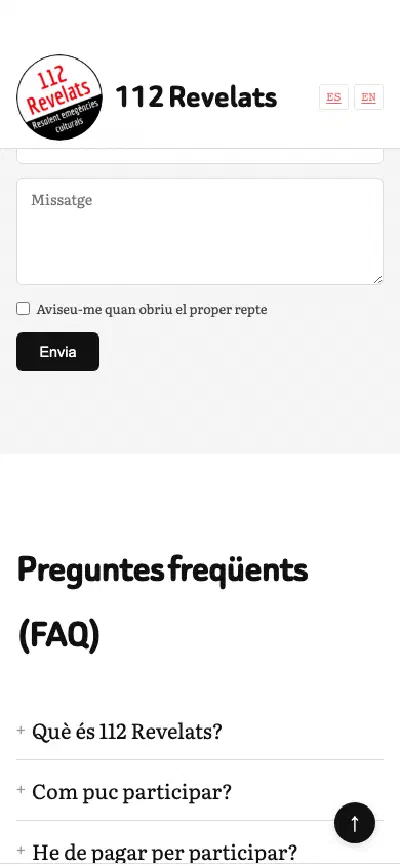 112
Revelats
Resolent emegències
culturals
112 Revelats
ES
EN
Missatge
Aviseu-me quan obriu el proper repte
Envia
Preguntes freqüents
(FAQ)
+ Què és 112 Revelats?
+ Com puc participar?
+ He de pagar per participar?
↑